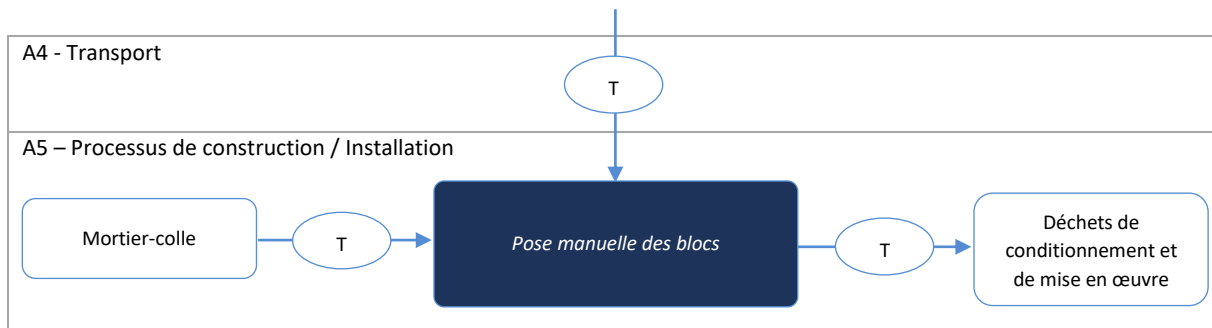 A4 - Transport
T
A5 – Processus de construction / Installation
Mortier-colle
T
Pose manuelle des blocs
T
Déchets de
conditionnement et
de mise en œuvre